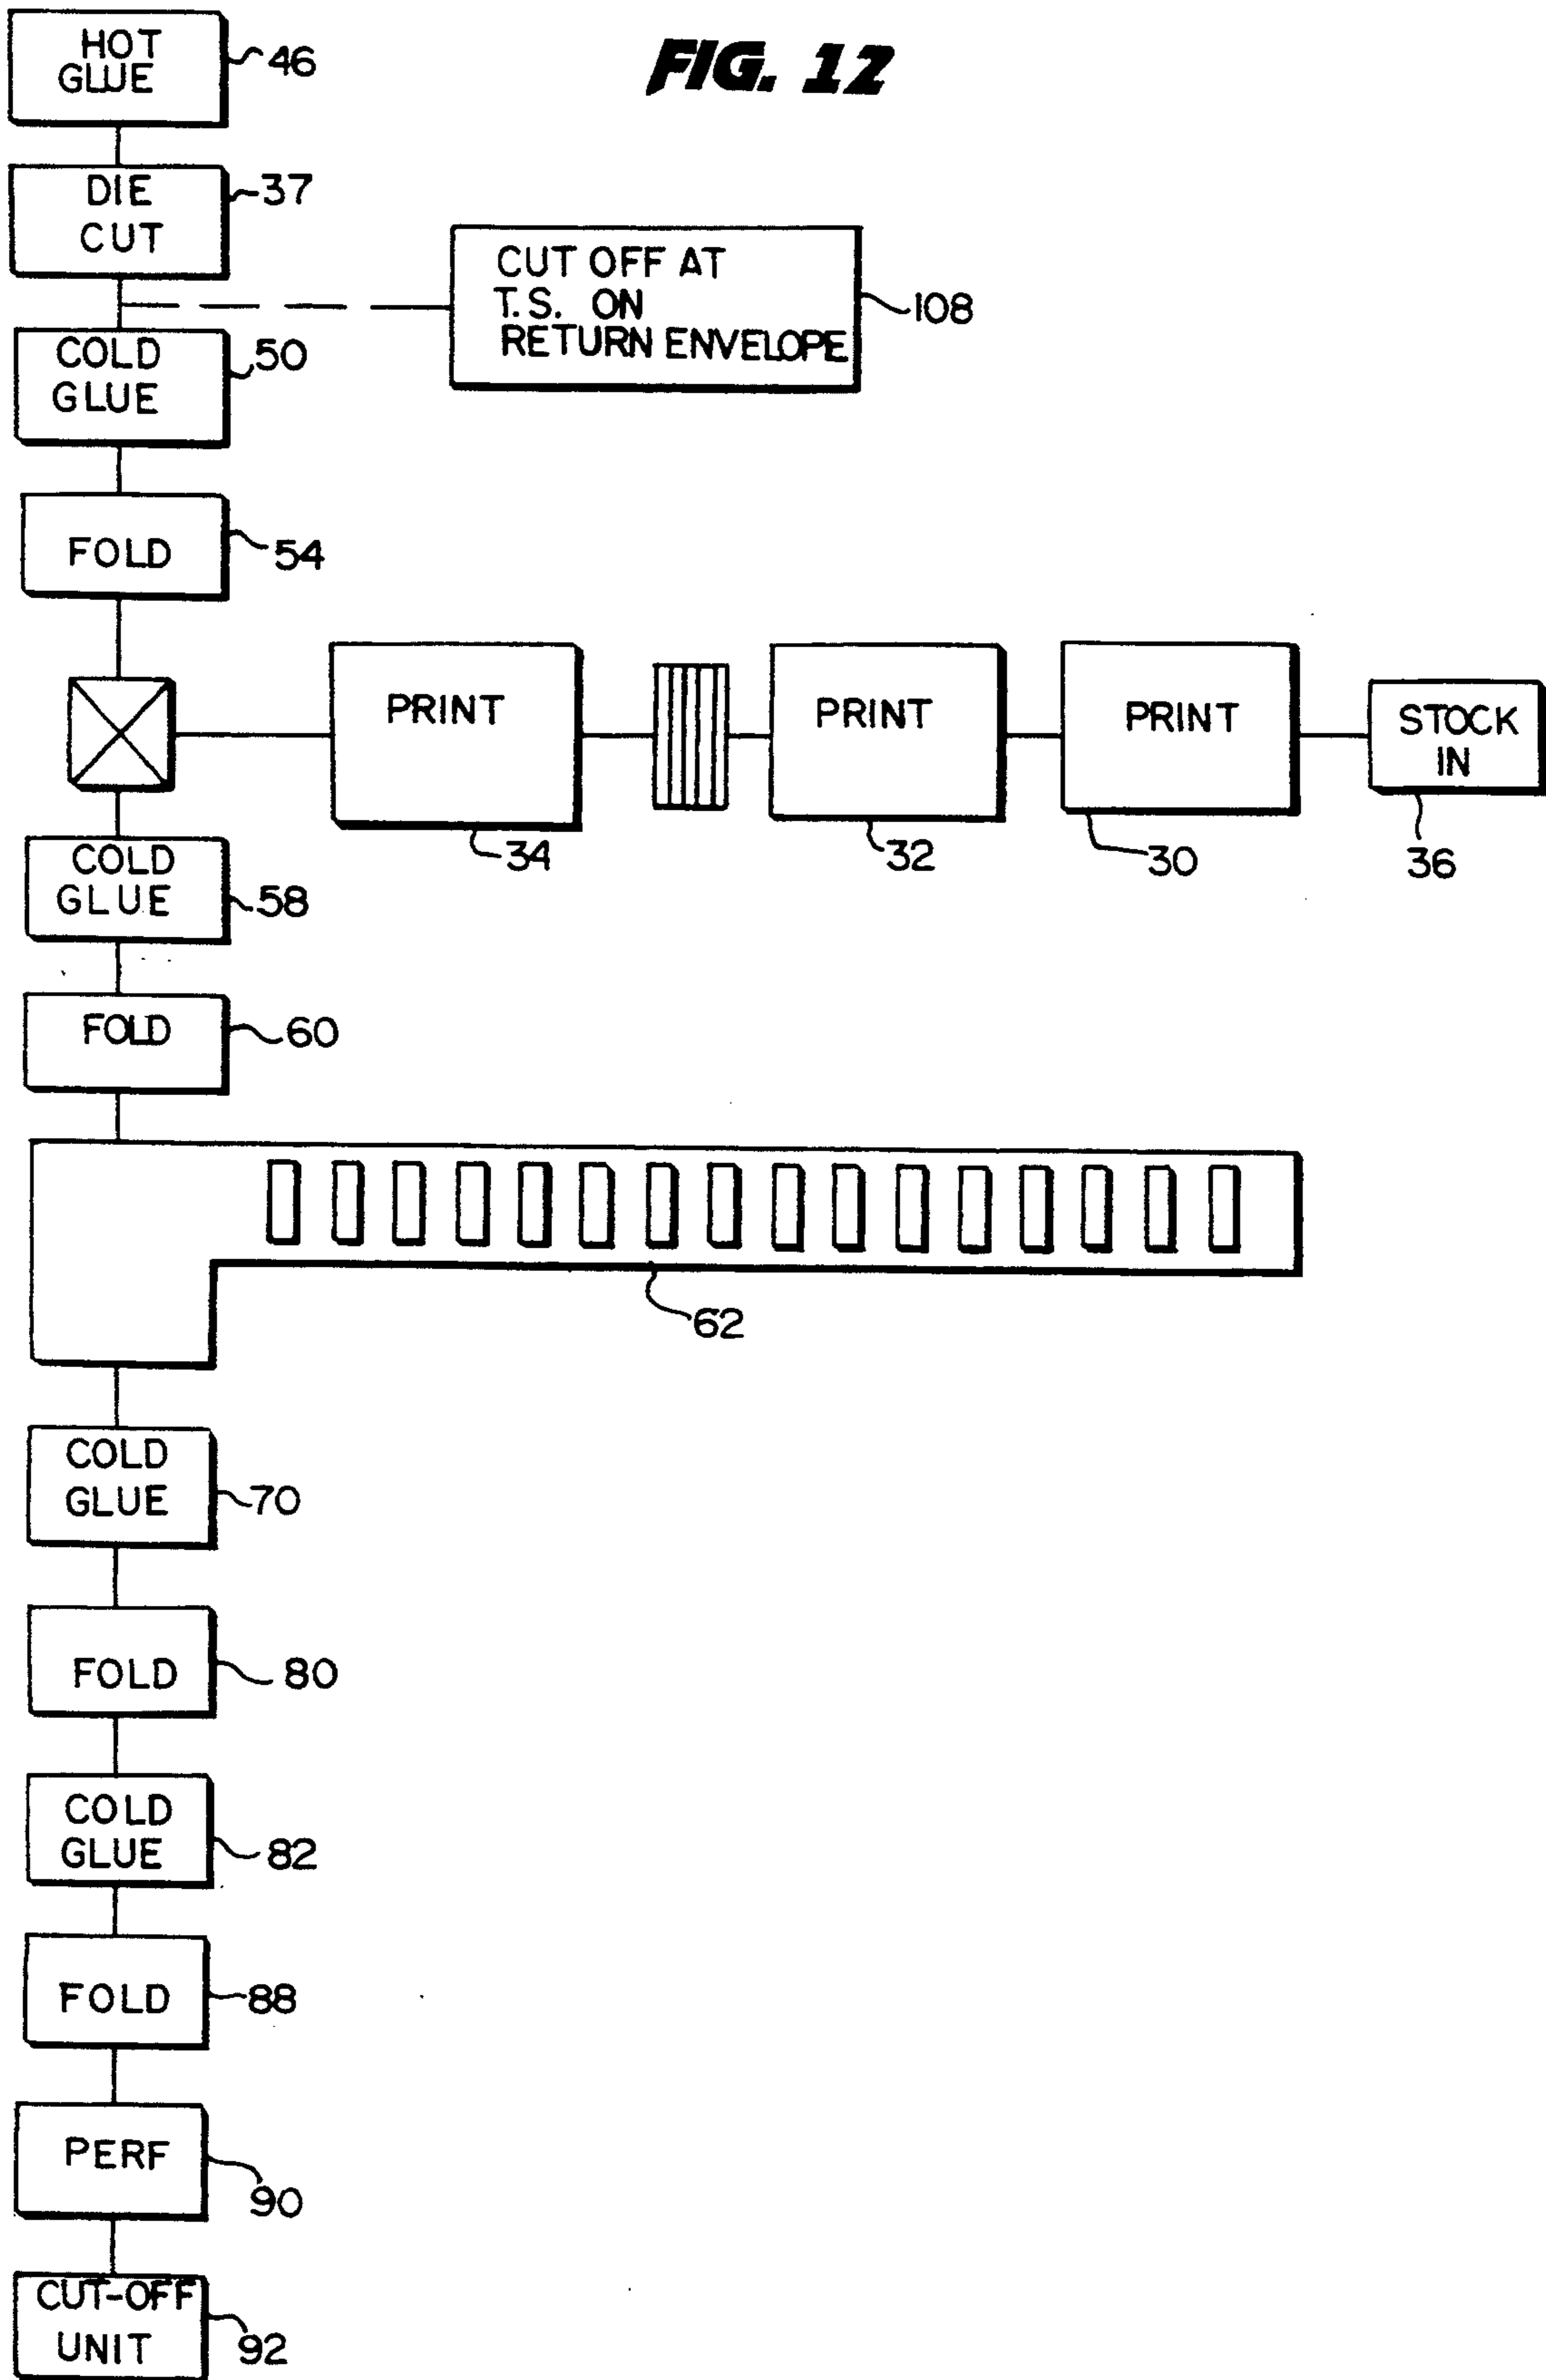 FIG. 12
HOT
GLUE
46
DIE
CUT
37
CUT OFF AT
T.S. ON
RETURN ENVELOPE
108
COLD
GLUE
50
FOLD
54
PRINT
34
PRINT
32
PRINT
30
STOCK
IN
36
COLD
GLUE
58
FOLD
60
62
COLD
GLUE
70
FOLD
80
COLD
GLUE
82
FOLD
88
PERF
90
CUT-OFF
UNIT
92